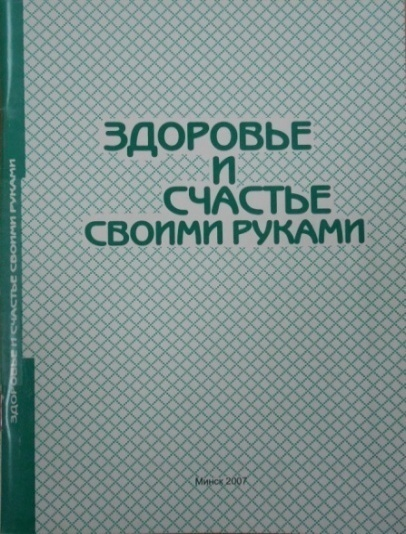 ЗДОРОВЬЕ
И
СЧАСТЬЕ
СВОИМИ РУКАМИ
ЗДОРОВЬЕ И СЧАСТЬЕ СВОИМИ РУКАМИ
Минск 2007